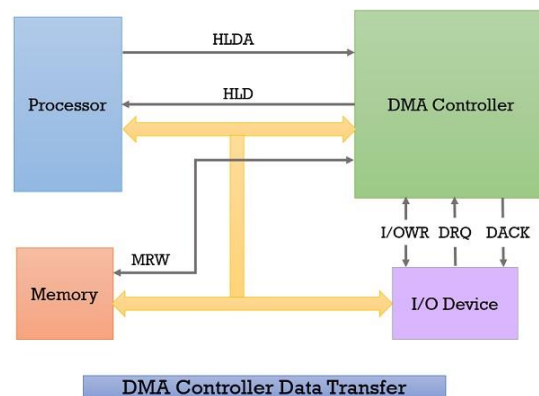 HLDA
Processor
HLD
DMA Controller
I/OWR DRQ DACK
MRW
Memory
I/O Device
DMA Controller Data Transfer